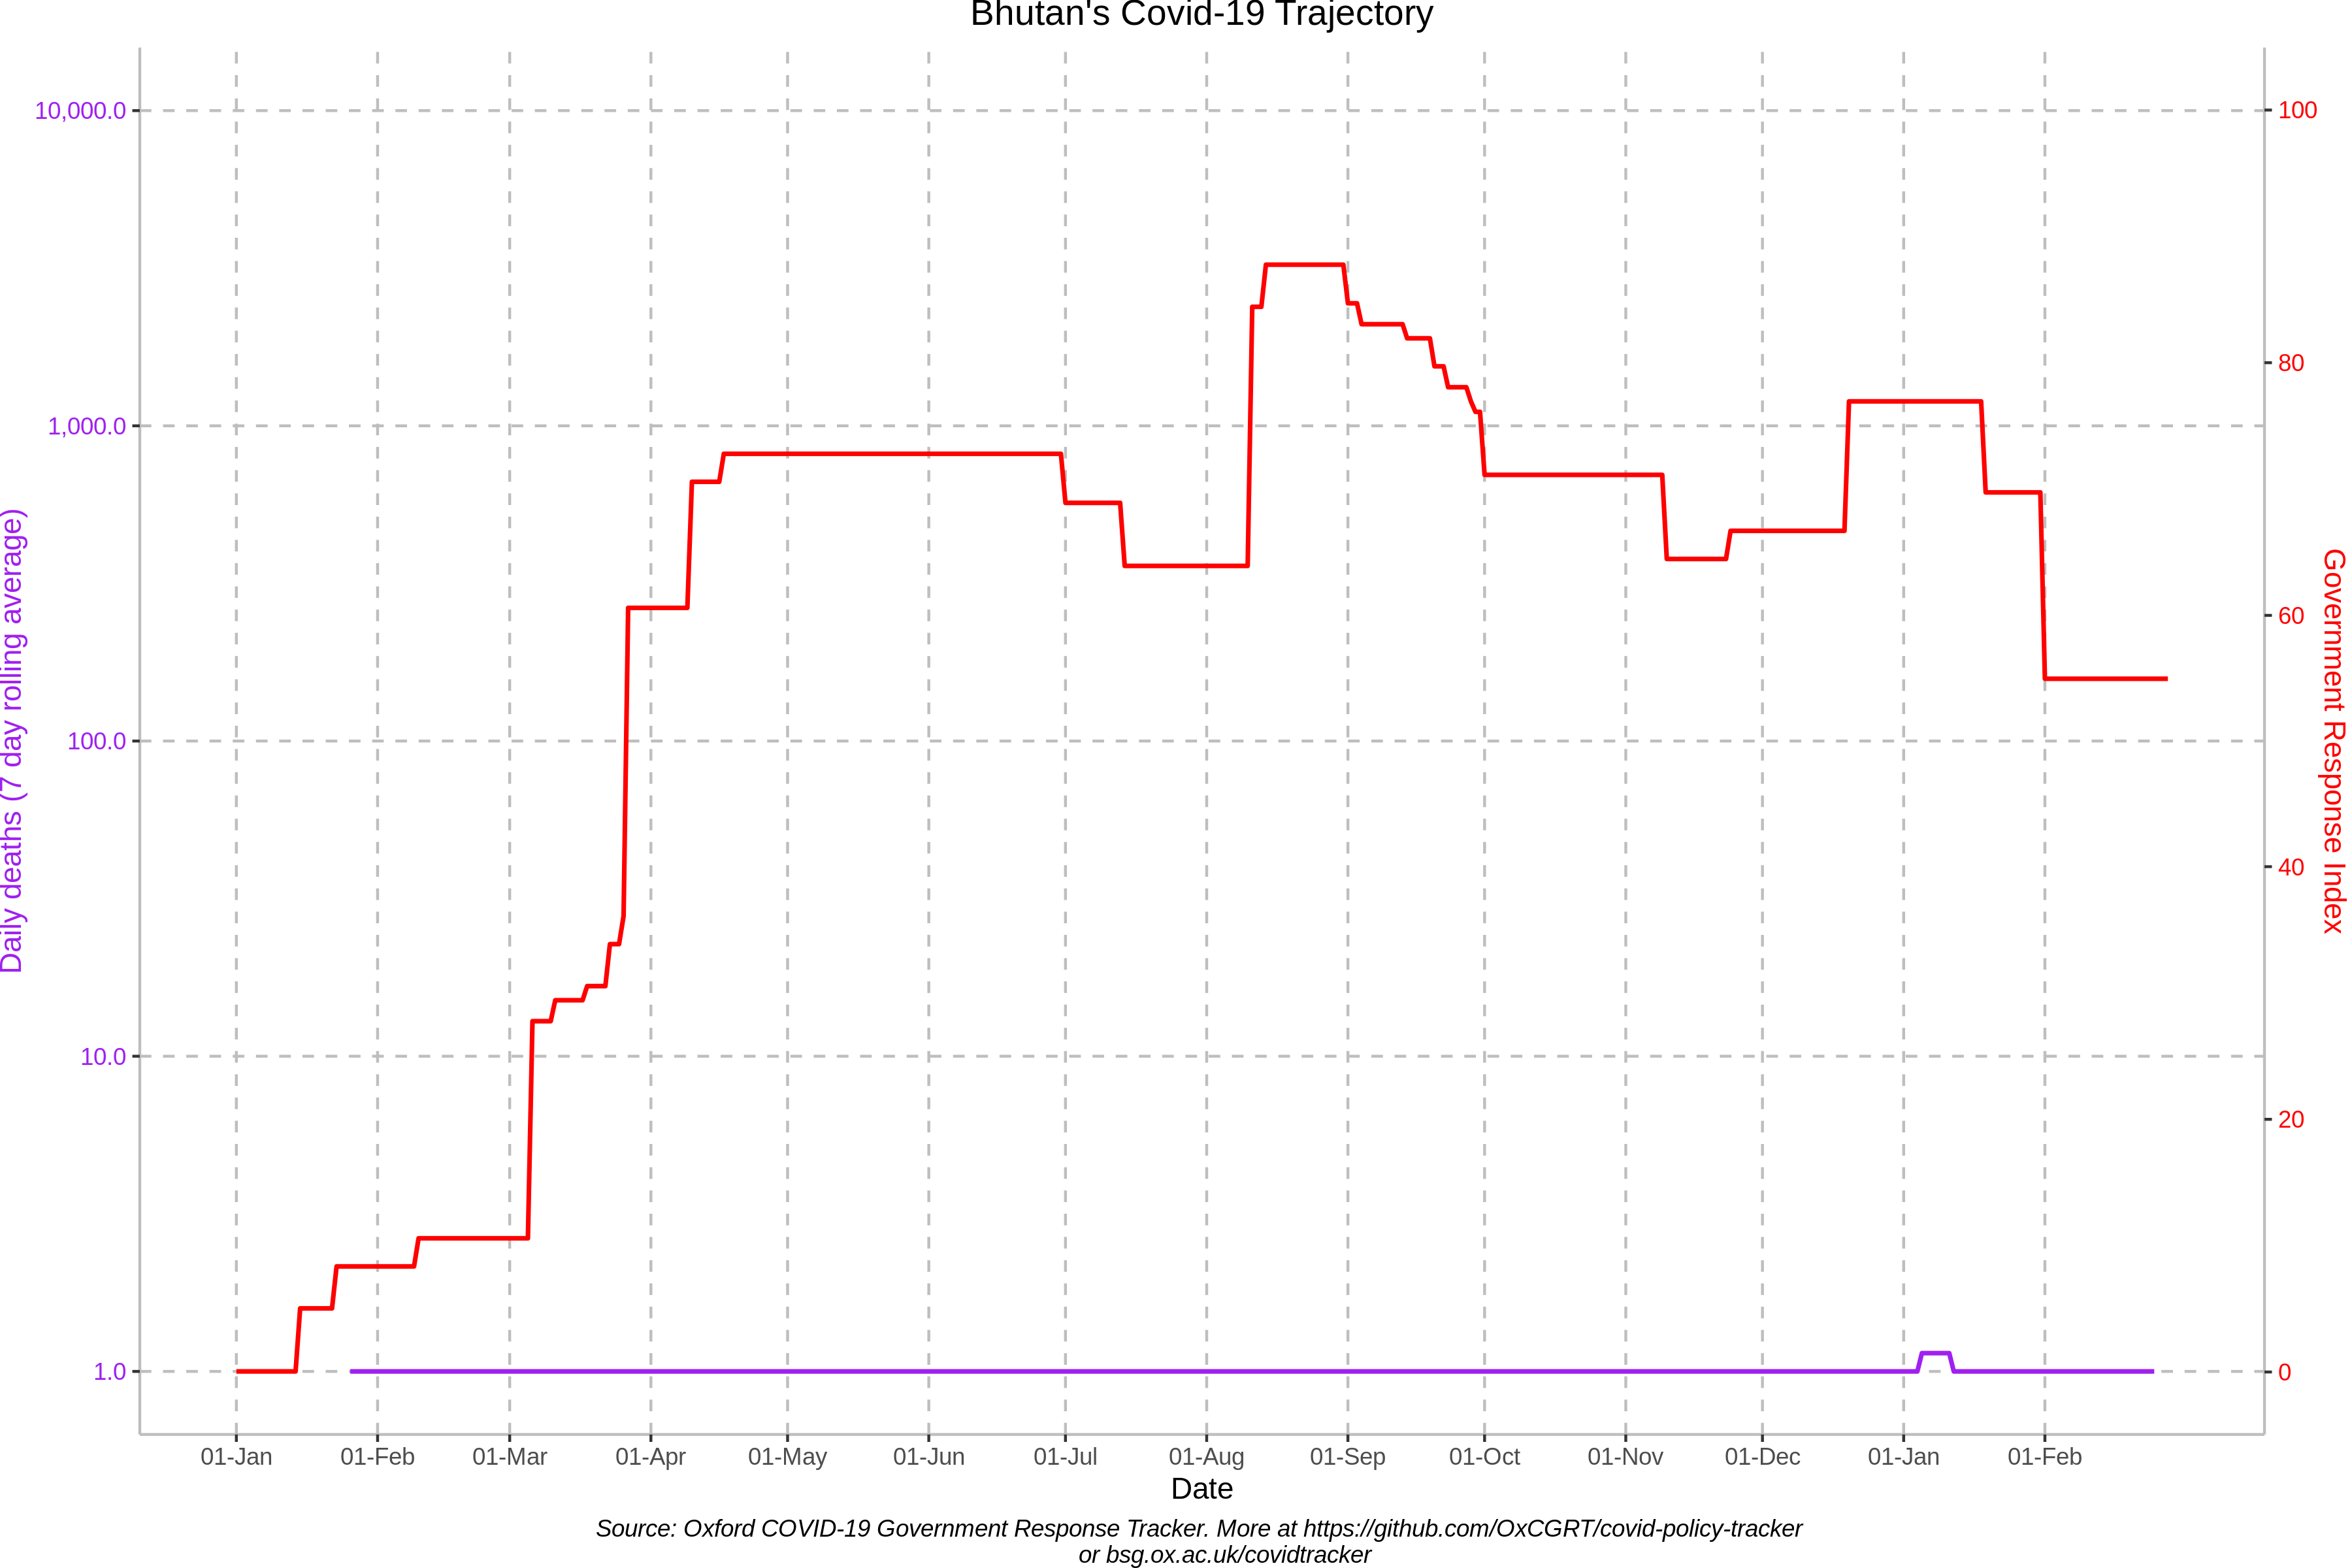 Bhutan's Covid-19 Trajectory
Daily deaths (7 day rolling average)
10,000.0
1,000.0
100.0
10.0
1.0
100
80
60
40
20
0
Government Response Index
01-Jan 01-Feb 01-Mar 01-Apr 01-May 01-Jun 01-Jul 01-Aug 01-Sep 01-Oct 01-Nov 01-Dec 01-Jan 01-Feb
Date
Source: Oxford COVID-19 Government Response Tracker. More at https://github.com/OxCGRT/covid-policy-tracker
or bsg.ox.ac.uk/covidtracker